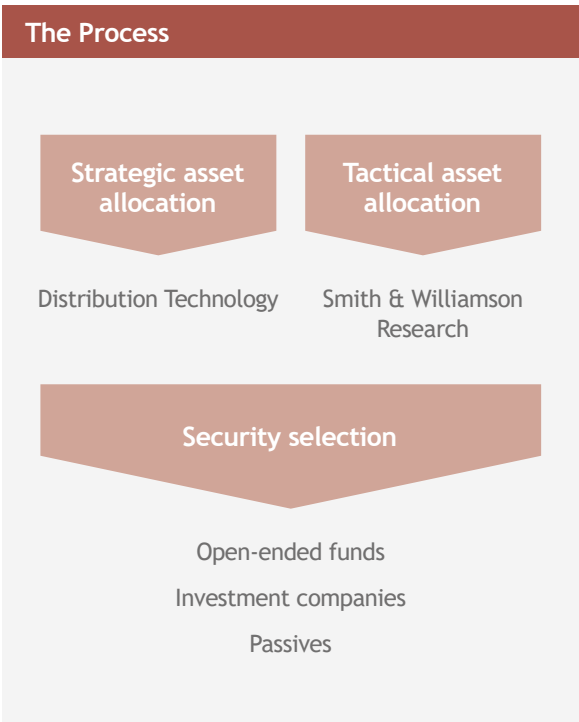 The Process
Strategic asset
allocation
Tactical asset
allocation
Distribution Technology
Smith & Williamson
Research
Security selection
Open-ended funds
Investment companies
Passives